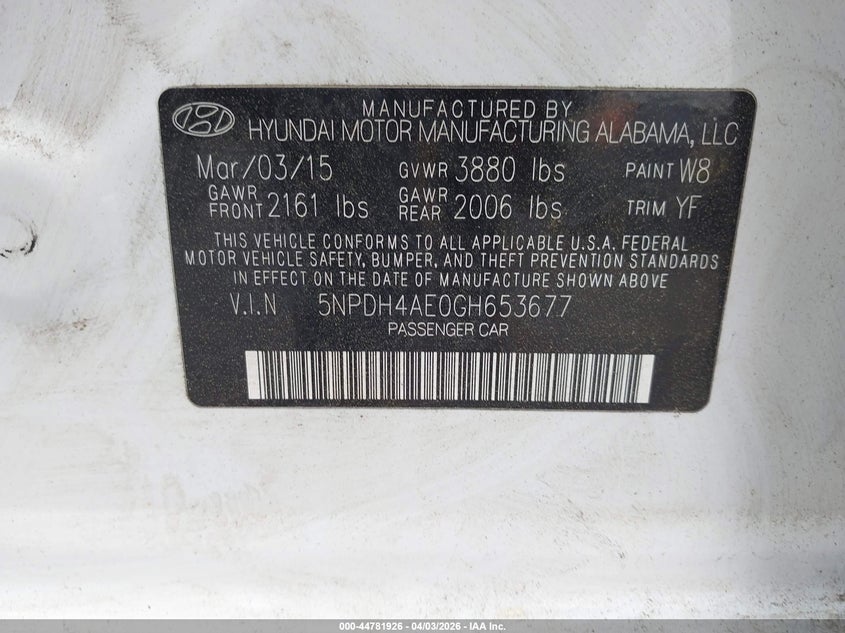 MANUFACTURED BY
HYUNDAI MOTOR MANUFACTURING ALABAMA, LLC
Mar/03/15 GVWR 3880 lbs PAINT W8
GAWR FRONT 2161 lbs GAWR REAR 2006 lbs TRIM YF
THIS VEHICLE CONFORMS TO ALL APPLICABLE U.S.A. FEDERAL
MOTOR VEHICLE SAFETY, BUMPER, AND THEFT PREVENTION STANDARDS
IN EFFECT ON THE DATE OF MANUFACTURE SHOWN ABOVE
V.I.N 5NPDH4AE0GH653677
PASSENGER CAR
000-44781926 - 04/03/2026 - IAA Inc.